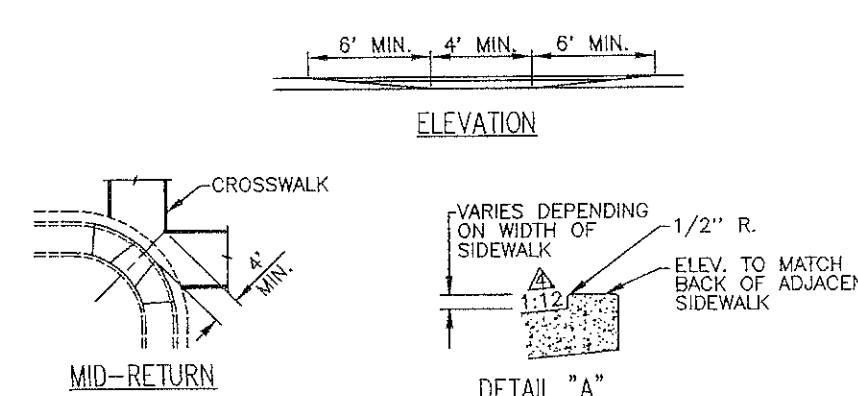 6' MIN. 4' MIN. 6' MIN.
ELEVATION
CROSSWALK
4'
MIN.
MID-RETURN
VARIES DEPENDING
ON WIDTH OF
SIDEWALK
1/2" R.
4
1:12
ELEV. TO MATCH
BACK OF ADJACEN
SIDEWALK
DETAIL "A"